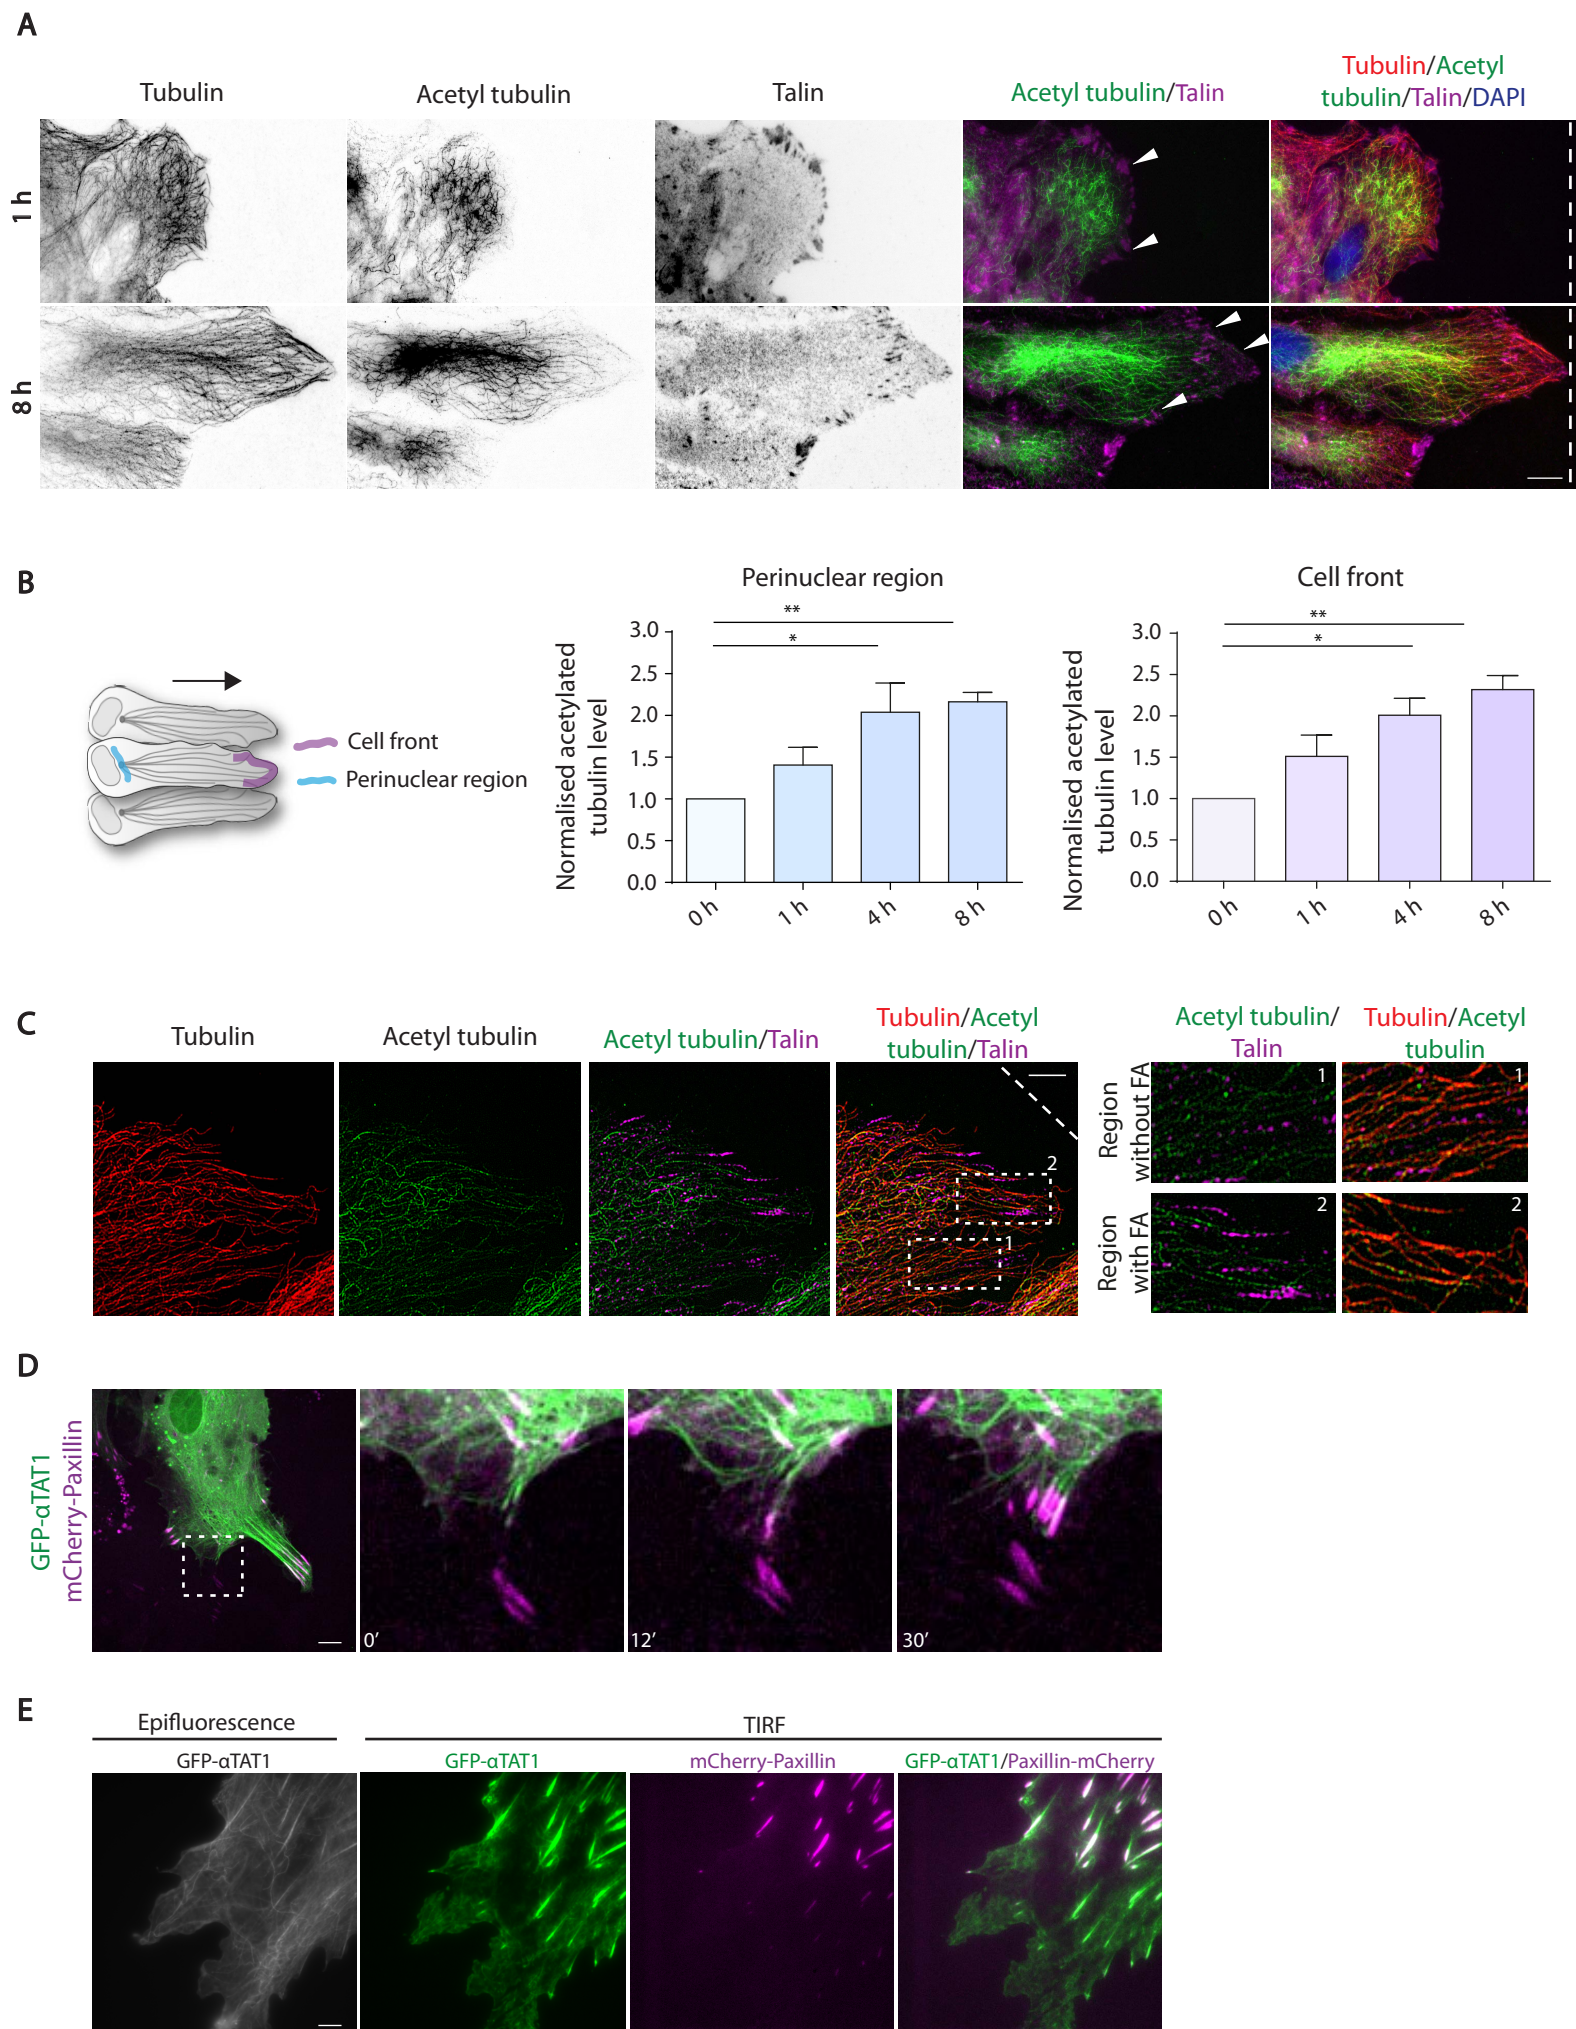 A
Tubulin
Acetyl tubulin
Talin
Acetyl tubulin/Talin
Tubulin/Acetyl
tubulin/Talin/DAPI
1 h
8 h
B
Cell front
Perinuclear region
Perinuclear region
**
*
Normalised acetylated
tubulin level
3.0
2.5
2.0
1.5
1.0
0.5
0.0
0 h
1 h
4 h
8 h
Cell front
**
*
Normalised acetylated
tubulin level
3.0
2.5
2.0
1.5
1.0
0.5
0.0
0 h
1 h
4 h
8 h
C
Tubulin
Acetyl tubulin
Acetyl tubulin/Talin
Tubulin/Acetyl
tubulin/Talin
2
1
Acetyl tubulin/
Talin
Tubulin/Acetyl
tubulin
Region
without FA
1
1
Region
with FA
2
2
D
GFP-αTAT1
mCherry-Paxillin
0’
12’
30’
E
Epifluorescence
TIRF
GFP-αTAT1
GFP-αTAT1
mCherry-Paxillin
GFP-αTAT1/Paxillin-mCherry